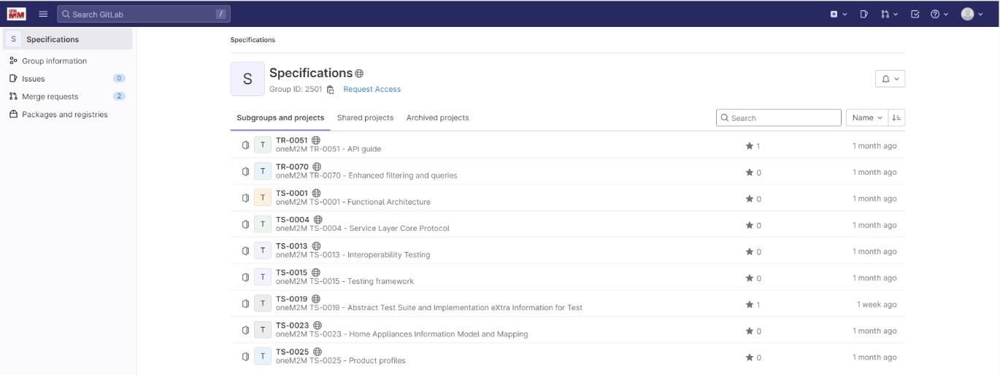 one
M2M
Search GitLab
/
S Specifications
Group information
Issues 0
Merge requests 2
Packages and registries
Specifications
S
Specifications
Group ID: 2501 Request Access
Subgroups and projects Shared projects Archived projects Search Name
T TR-0051
oneM2M TR-0051 - API guide
1 1 month ago
T TR-0070
oneM2M TR-0070 - Enhanced filtering and queries
0 1 month ago
T TS-0001
oneM2M TS-0001 - Functional Architecture
0 1 month ago
T TS-0004
oneM2M TS-0004 - Service Layer Core Protocol
0 1 month ago
T TS-0013
oneM2M TS-0013 - Interoperability Testing
0 1 month ago
T TS-0015
oneM2M TS-0015 - Testing framework
0 1 month ago
T TS-0019
oneM2M TS-0019 - Abstract Test Suite and Implementation eXtra Information for Test
1 1 week ago
T TS-0023
oneM2M TS-0023 - Home Appliances Information Model and Mapping
0 1 month ago
T TS-0025
oneM2M TS-0025 - Product profiles
0 1 month ago